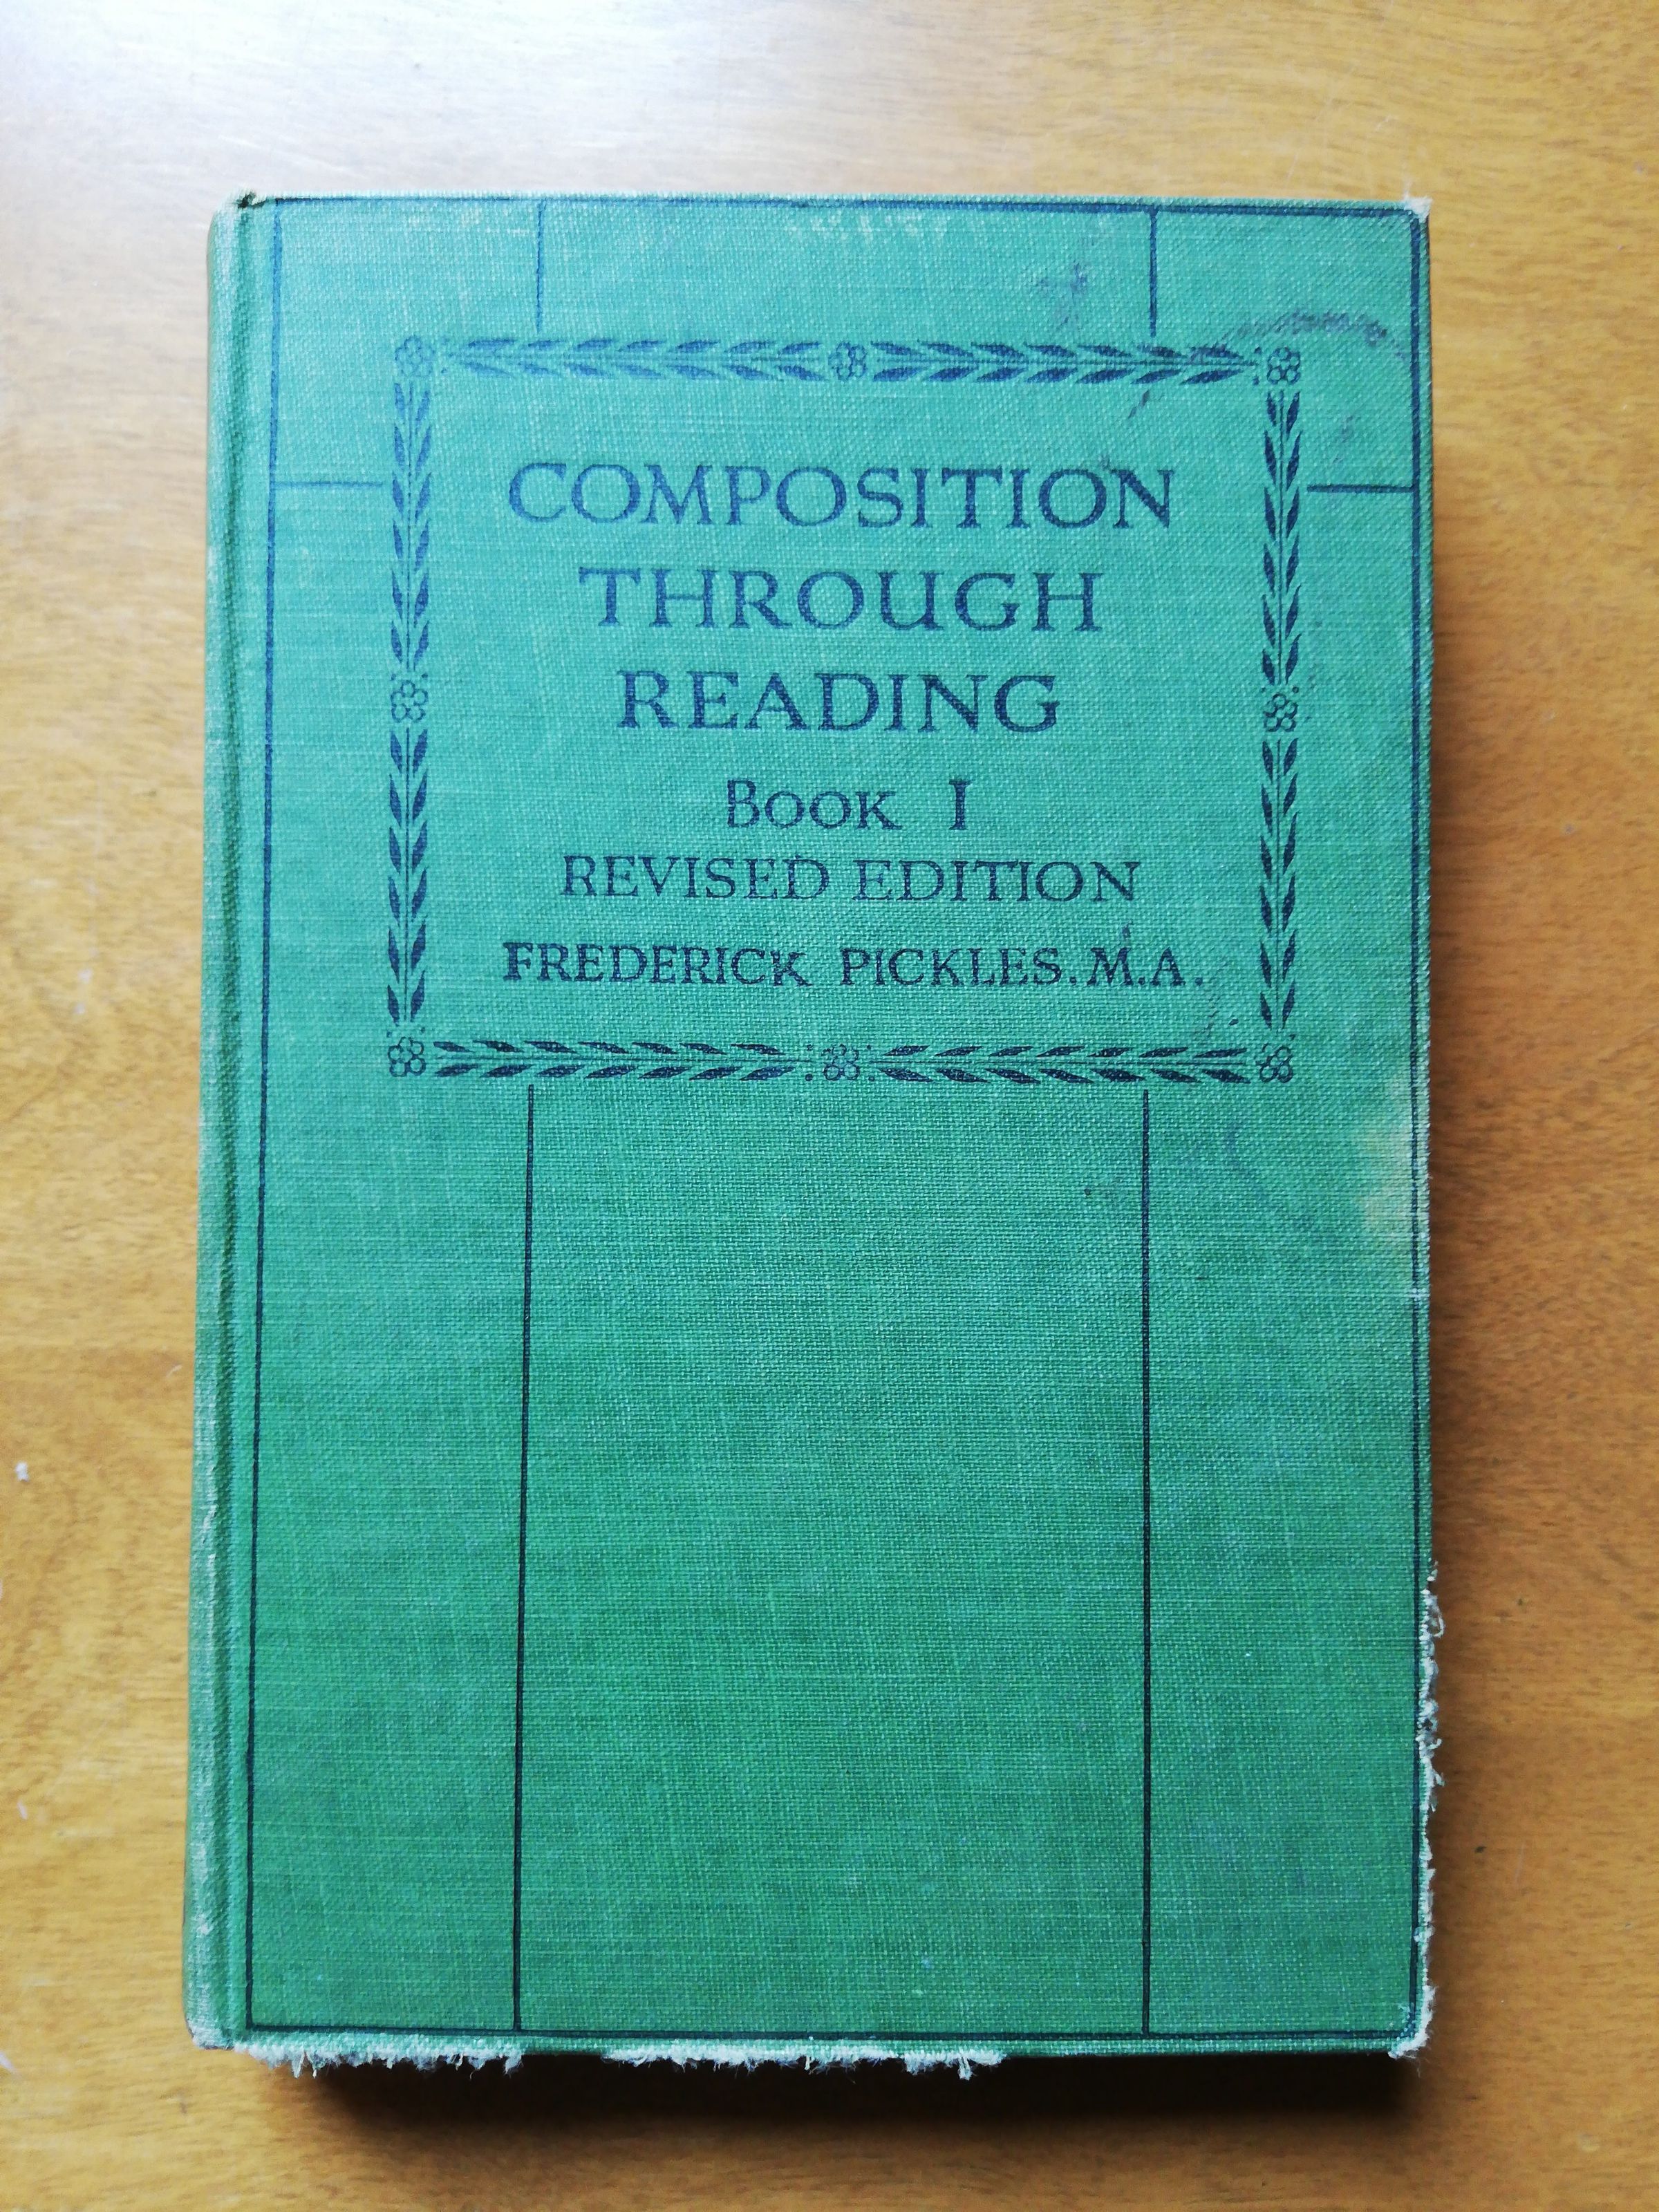 COMPOSITION
THROUGH
READING
BOOK I
REVISED EDITION
FREDERICK PICKLES. M.A.